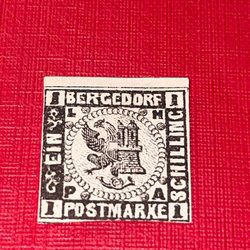 1 BERGEDORF 1
L H
EIN
SCHILLING
P A
1 POSTMARKE 1